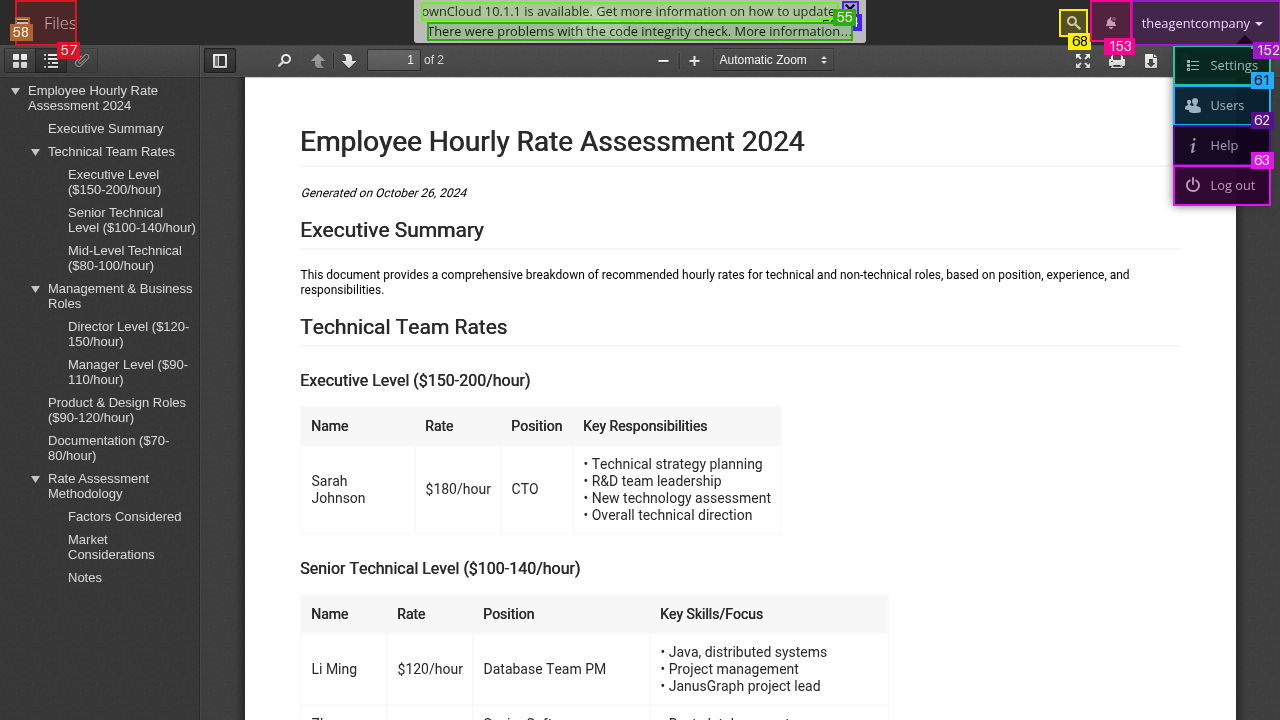 ownCloud 10.1.1 is available. Get more information on how to update
There were problems with the code integrity check. More information…
55
Files
58
57
68
153
theagentcompany
152
1 of 2
Automatic Zoom
Settings
61
Users
62
Help
63
Log out
Employee Hourly Rate
Assessment 2024
Executive Summary
Technical Team Rates
Executive Level
($150-200/hour)
Senior Technical
Level ($100-140/hour)
Mid-Level Technical
($80-100/hour)
Management & Business
Roles
Director Level ($120-
150/hour)
Manager Level ($90-
110/hour)
Product & Design Roles
($90-120/hour)
Documentation ($70-
80/hour)
Rate Assessment
Methodology
Factors Considered
Market
Considerations
Notes
Employee Hourly Rate Assessment 2024
Generated on October 26, 2024
Executive Summary
This document provides a comprehensive breakdown of recommended hourly rates for technical and non-technical roles, based on position, experience, and
responsibilities.
Technical Team Rates
Executive Level ($150-200/hour)
Name Rate Position Key Responsibilities
Sarah Johnson $180/hour CTO
• Technical strategy planning
• R&D team leadership
• New technology assessment
• Overall technical direction
Senior Technical Level ($100-140/hour)
Name Rate Position Key Skills/Focus
Li Ming $120/hour Database Team PM
• Java, distributed systems
• Project management
• JanusGraph project lead